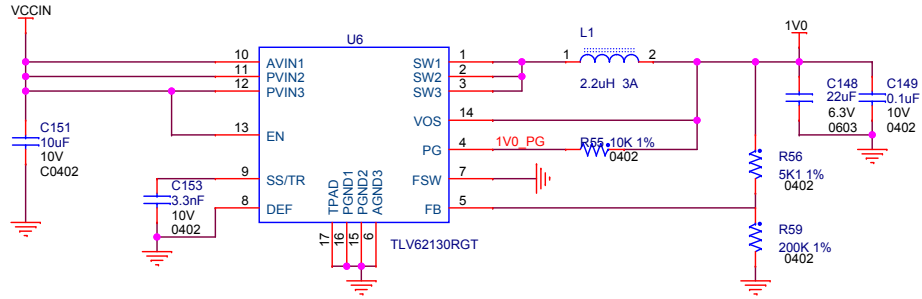 VCCIN
1V0
U6
L1
10 AVIN1 SW1 1 1 2
11 PVIN2 SW2 2
12 PVIN3 SW3 3 2.2uH 3A
C148
22uF
6.3V
0603
C149
0.1uF
10V
0402
VOS 14
C151
10uF
10V
C0402
13 EN
PG 4 1V0_PG R55 10K 1%
0402
R56
5K1 1%
0402
9 SS/TR FSW 7
C153
3.3nF
10V
0402
8 DEF FB 5
TPAD
PGND1
PGND2
AGND3
17
16
15
6
TLV62130RGT
R59
200K 1%
0402